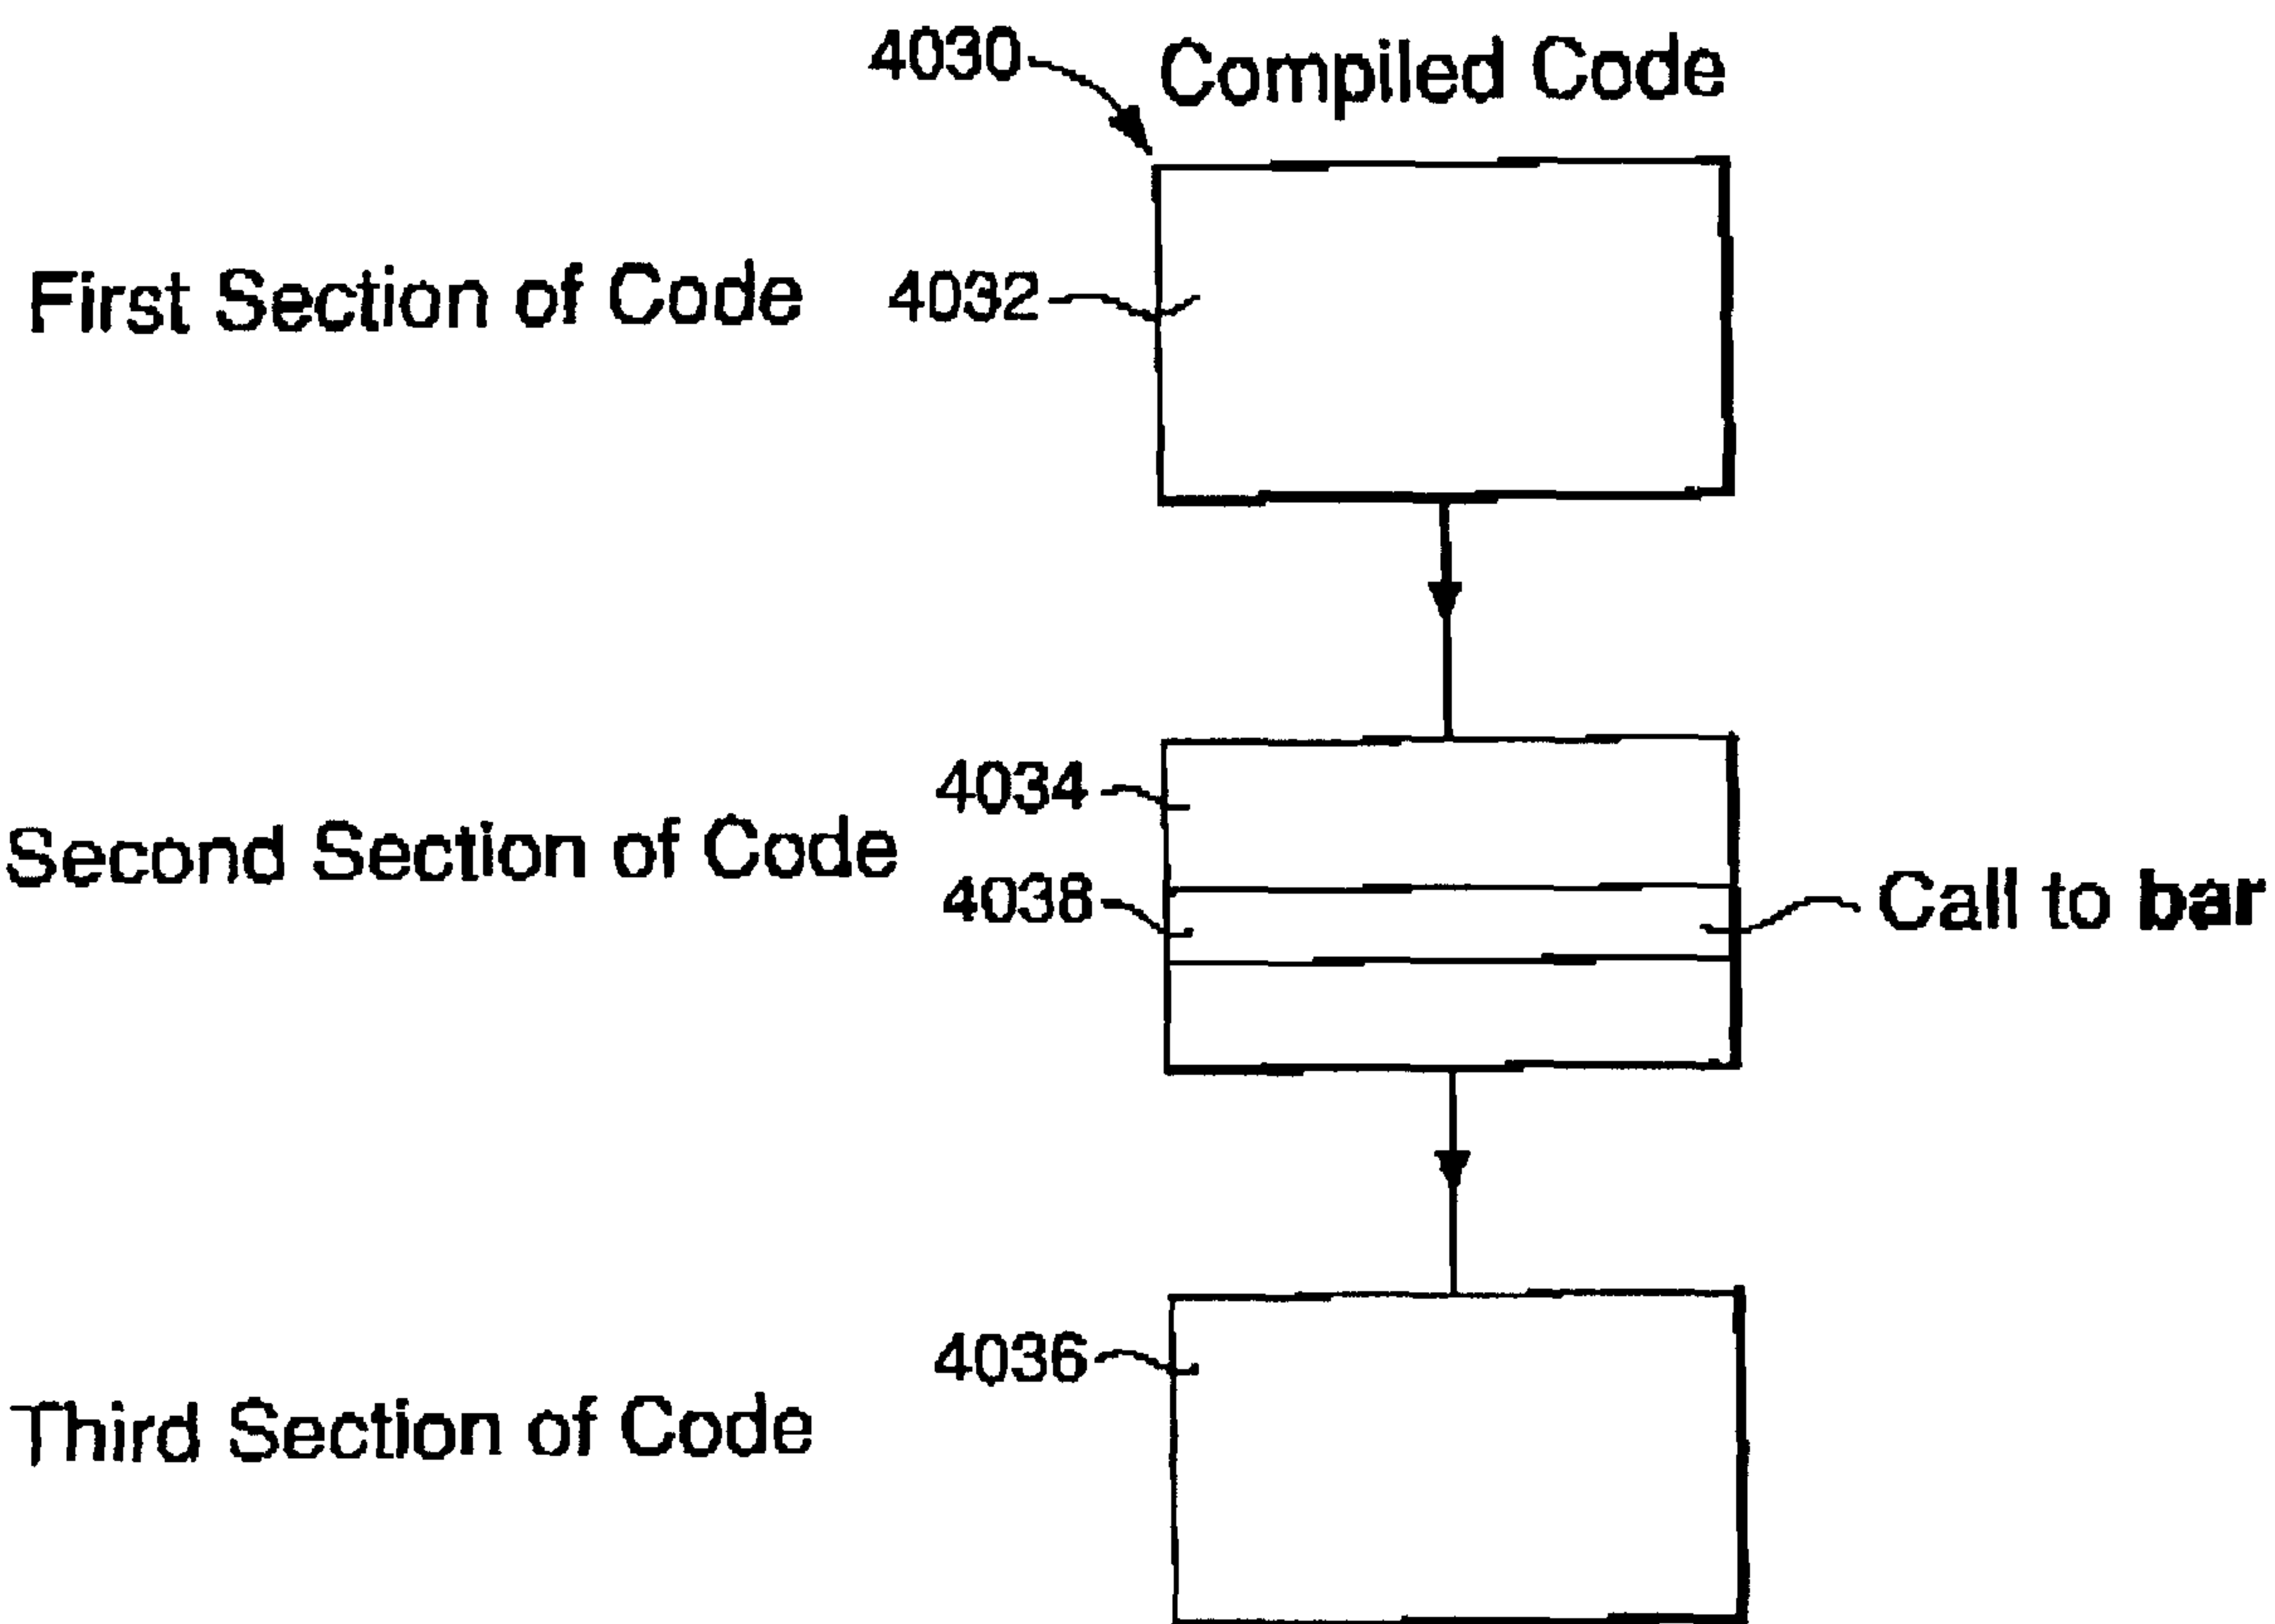 4030 Compiled Code
First Section of Code 4032
4034
Second Section of Code
4038 Call to bar
4036
Third Section of Code